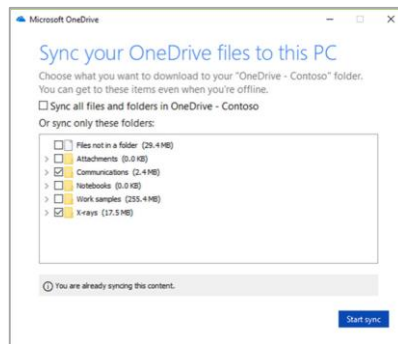 Microsoft OneDrive
Sync your OneDrive files to this PC
Choose what you want to download to your "OneDrive - Contoso" folder.
You can get to these items even when you're offline.
Sync all files and folders in OneDrive - Contoso
Or sync only these folders:
Files not in a folder (29.4 MB)
Attachments (0.0 KB)
Communications (2.4 MB)
Notebooks (0.0 KB)
Work samples (255.4 MB)
X-rays (17.5 MB)
You are already syncing this content.
Start sync